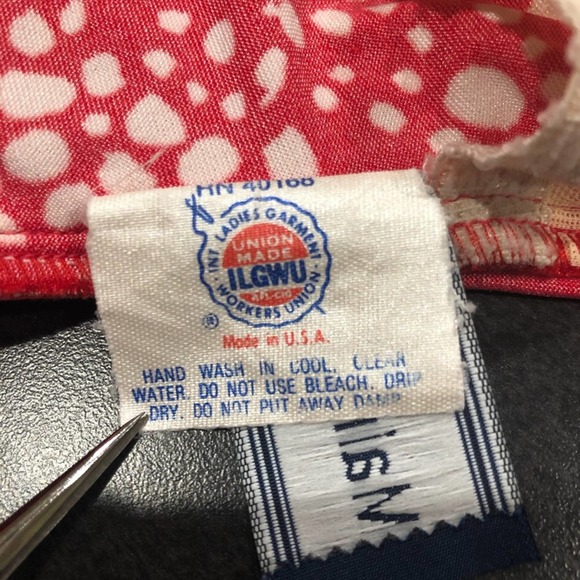 RN 40168
INT'L LADIES GARMENT
UNION
MADE
ILGWU
AFL-CIO
WORKERS UNION
®
Made in U.S.A.
HAND WASH IN COOL, CLEAR
WATER. DO NOT USE BLEACH. DRIP
DRY. DO NOT PUT AWAY DAMP